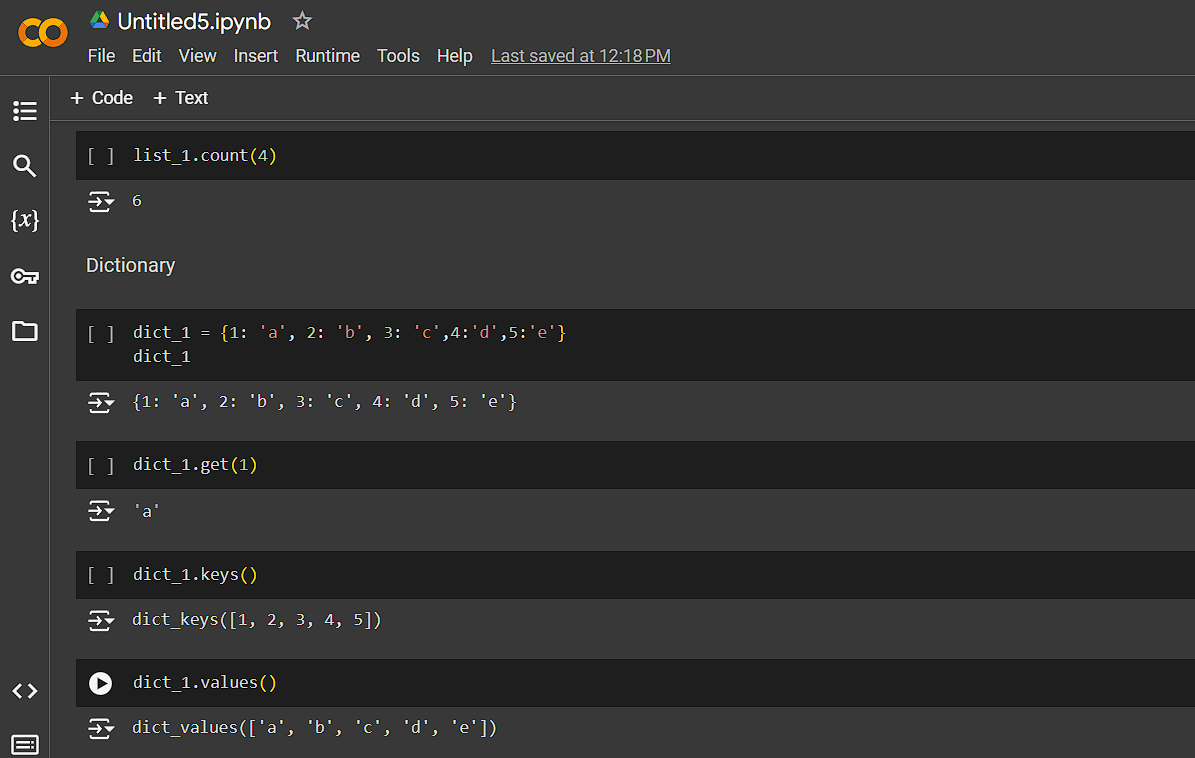 Untitled5.ipynb
File Edit View Insert Runtime Tools Help Last saved at 12:18 PM
+ Code + Text
[ ] list_1.count(4)
6
Dictionary
[ ] dict_1 = {1: 'a', 2: 'b', 3: 'c',4:'d',5:'e'}
dict_1
{1: 'a', 2: 'b', 3: 'c', 4: 'd', 5: 'e'}
[ ] dict_1.get(1)
'a'
[ ] dict_1.keys()
dict_keys([1, 2, 3, 4, 5])
dict_1.values()
dict_values(['a', 'b', 'c', 'd', 'e'])